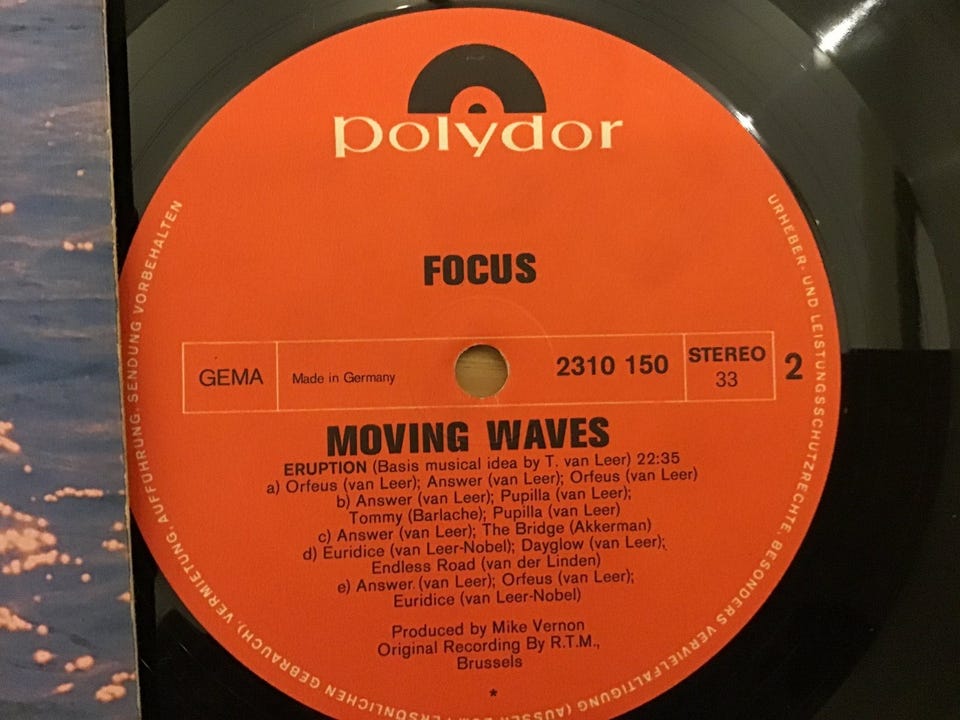 polydor
FOCUS
GEMA
Made in Germany
2310 150
STEREO
33
2
MOVING WAVES
ERUPTION (Basis musical idea by T. van Leer) 22:35
a) Orfeus (van Leer); Answer (van Leer); Orfeus (van Leer)
b) Answer (van Leer); Pupilla (van Leer);
Tommy (Barlache); Pupilla (van Leer)
c) Answer (van Leer); The Bridge (Akkerman)
d) Euridice (van Leer-Nobel); Dayglow (van Leer);
Endless Road (van der Linden)
e) Answer (van Leer); Orfeus (van Leer);
Euridice (van Leer-Nobel)
Produced by Mike Vernon
Original Recording By R.T.M.,
Brussels
*
URHEBER- UND LEISTUNGSSCHUTZRECHTE, BESONDERS VERVIELFÄLTIGUNG (AUSSER ZUM PERSÖNLICHEN GEBRAUCH), VERMIETUNG, AUFFÜHRUNG, SENDUNG VORBEHALTEN